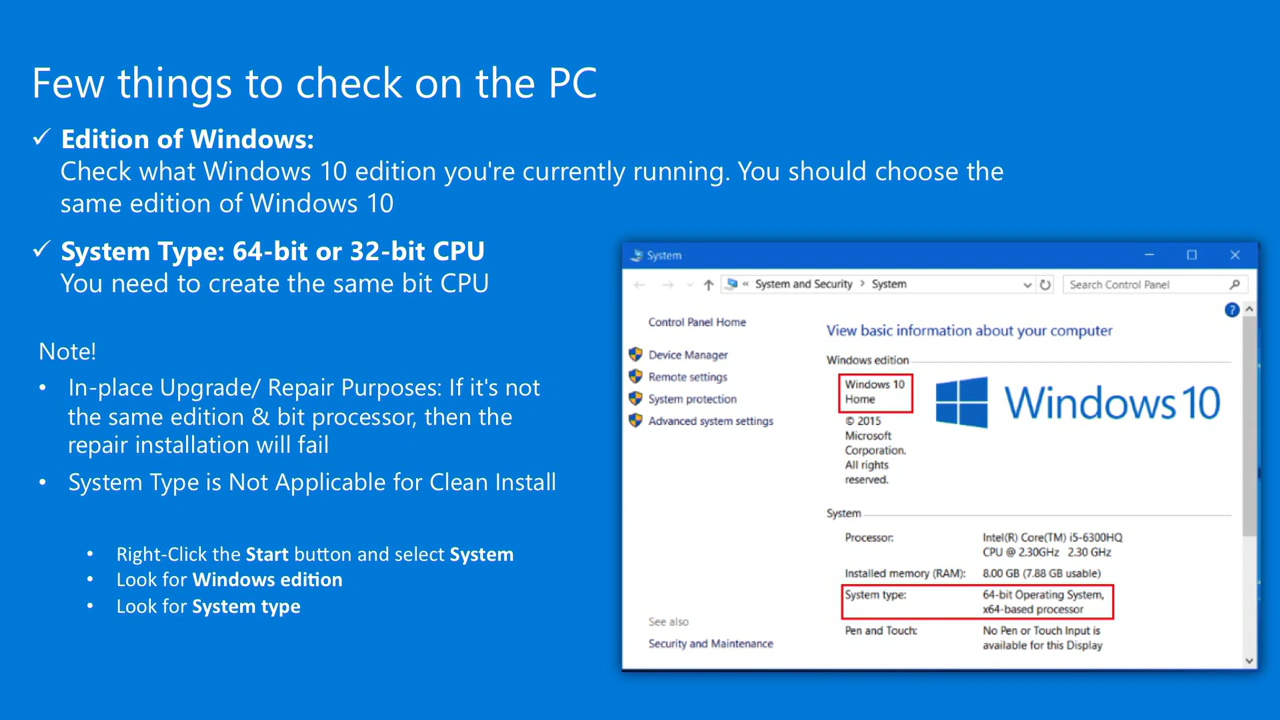 Few things to check on the PC
✓ Edition of Windows:
Check what Windows 10 edition you're currently running. You should choose the
same edition of Windows 10
✓ System Type: 64-bit or 32-bit CPU
You need to create the same bit CPU
Note!
• In-place Upgrade/ Repair Purposes: If it's not
the same edition & bit processor, then the
repair installation will fail
• System Type is Not Applicable for Clean Install
• Right-Click the Start button and select System
• Look for Windows edition
• Look for System type
System
« System and Security > System
Search Control Panel
?
Control Panel Home
Device Manager
Remote settings
System protection
Advanced system settings
See also
Security and Maintenance
View basic information about your computer
Windows edition
Windows 10
Home
© 2015
Microsoft
Corporation.
All rights
reserved.
Windows 10
System
Processor: Intel(R) Core(TM) i5-6300HQ
CPU @ 2.30GHz 2.30 GHz
Installed memory (RAM): 8.00 GB (7.88 GB usable)
System type: 64-bit Operating System,
x64-based processor
Pen and Touch: No Pen or Touch Input is
available for this Display